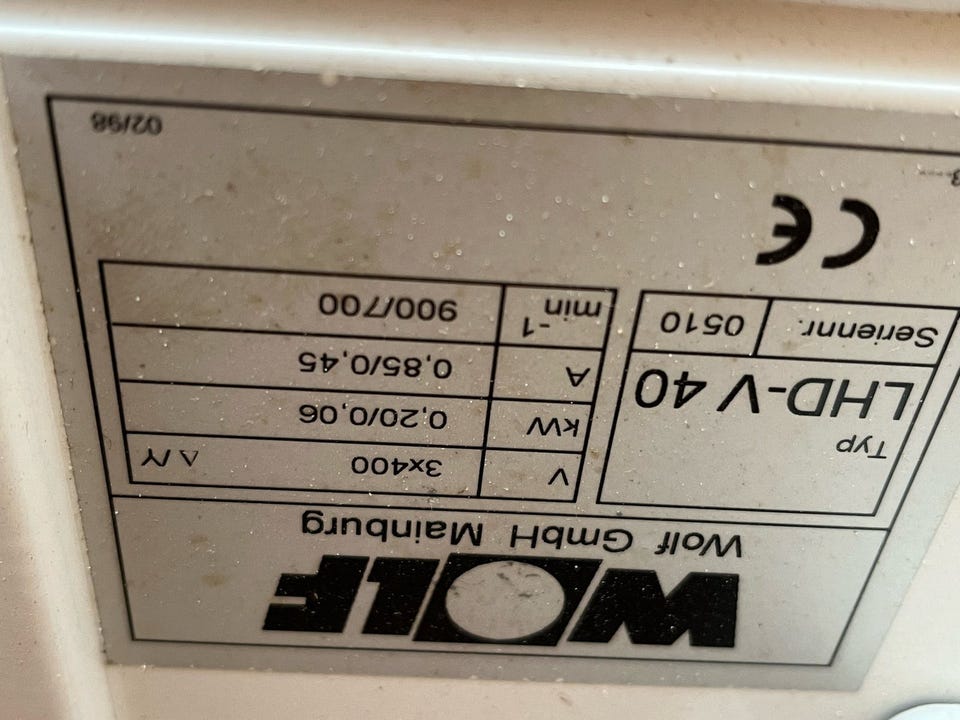 WOLF
Wolf GmbH Mainburg
Typ
LHD-V 40
Seriennr. 0510
V 3x400 Δ/Y
kW 0,20/0,06
A 0,85/0,45
min-1 900/700
CE
02/98